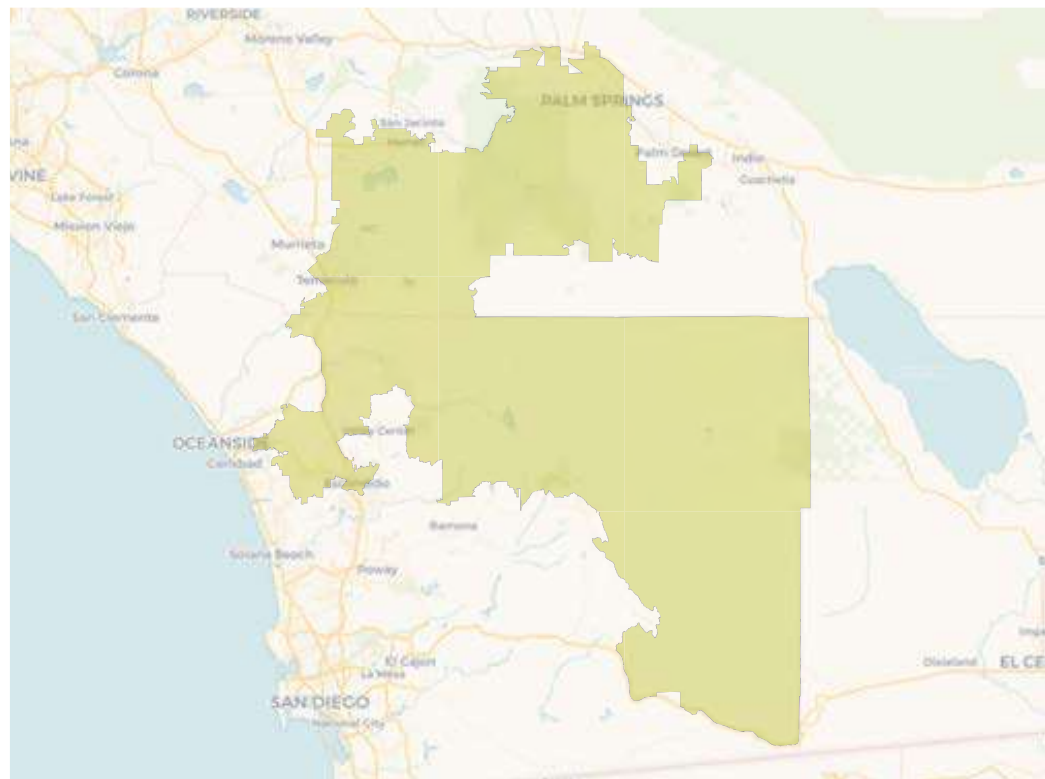 RIVERSIDE
Moreno Valley
Corona
PALM SPRINGS
San Jacinto
Palm Desert
Indio
Coachella
VINE
Lake Forest
Mission Viejo
Murrieta
Temecula
San Clemente
OCEANSIDE
Valley Center
Carlsbad
Escondido
Ramona
Solana Beach
Poway
El Cajon
La Mesa
Dixieland
EL CE
SAN DIEGO
National City